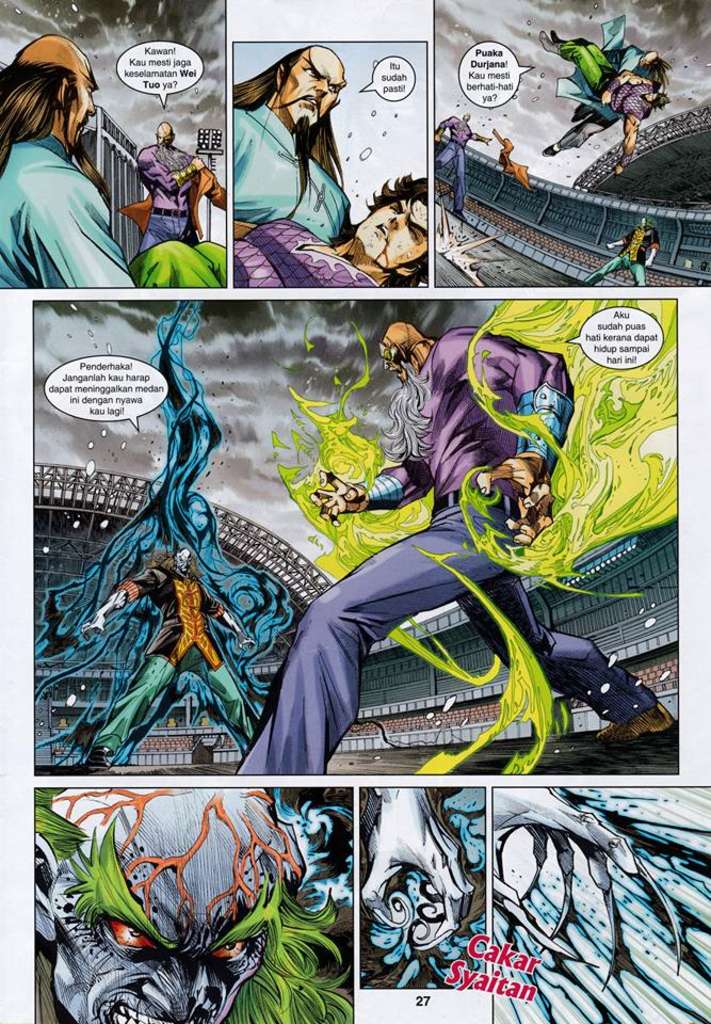 Kawan!
Kau mesti jaga
keselamatan Wei
Tuo ya?
Itu
sudah
pasti!
Puaka
Durjana!
Kau mesti
berhati-hati
ya?
Penderhaka!
Janganlah kau harap
dapat meninggalkan medan
ini dengan nyawa
kau lagi!
Aku
sudah puas
hati kerana dapat
hidup sampai
hari ini!
Cakar
Syaitan
27